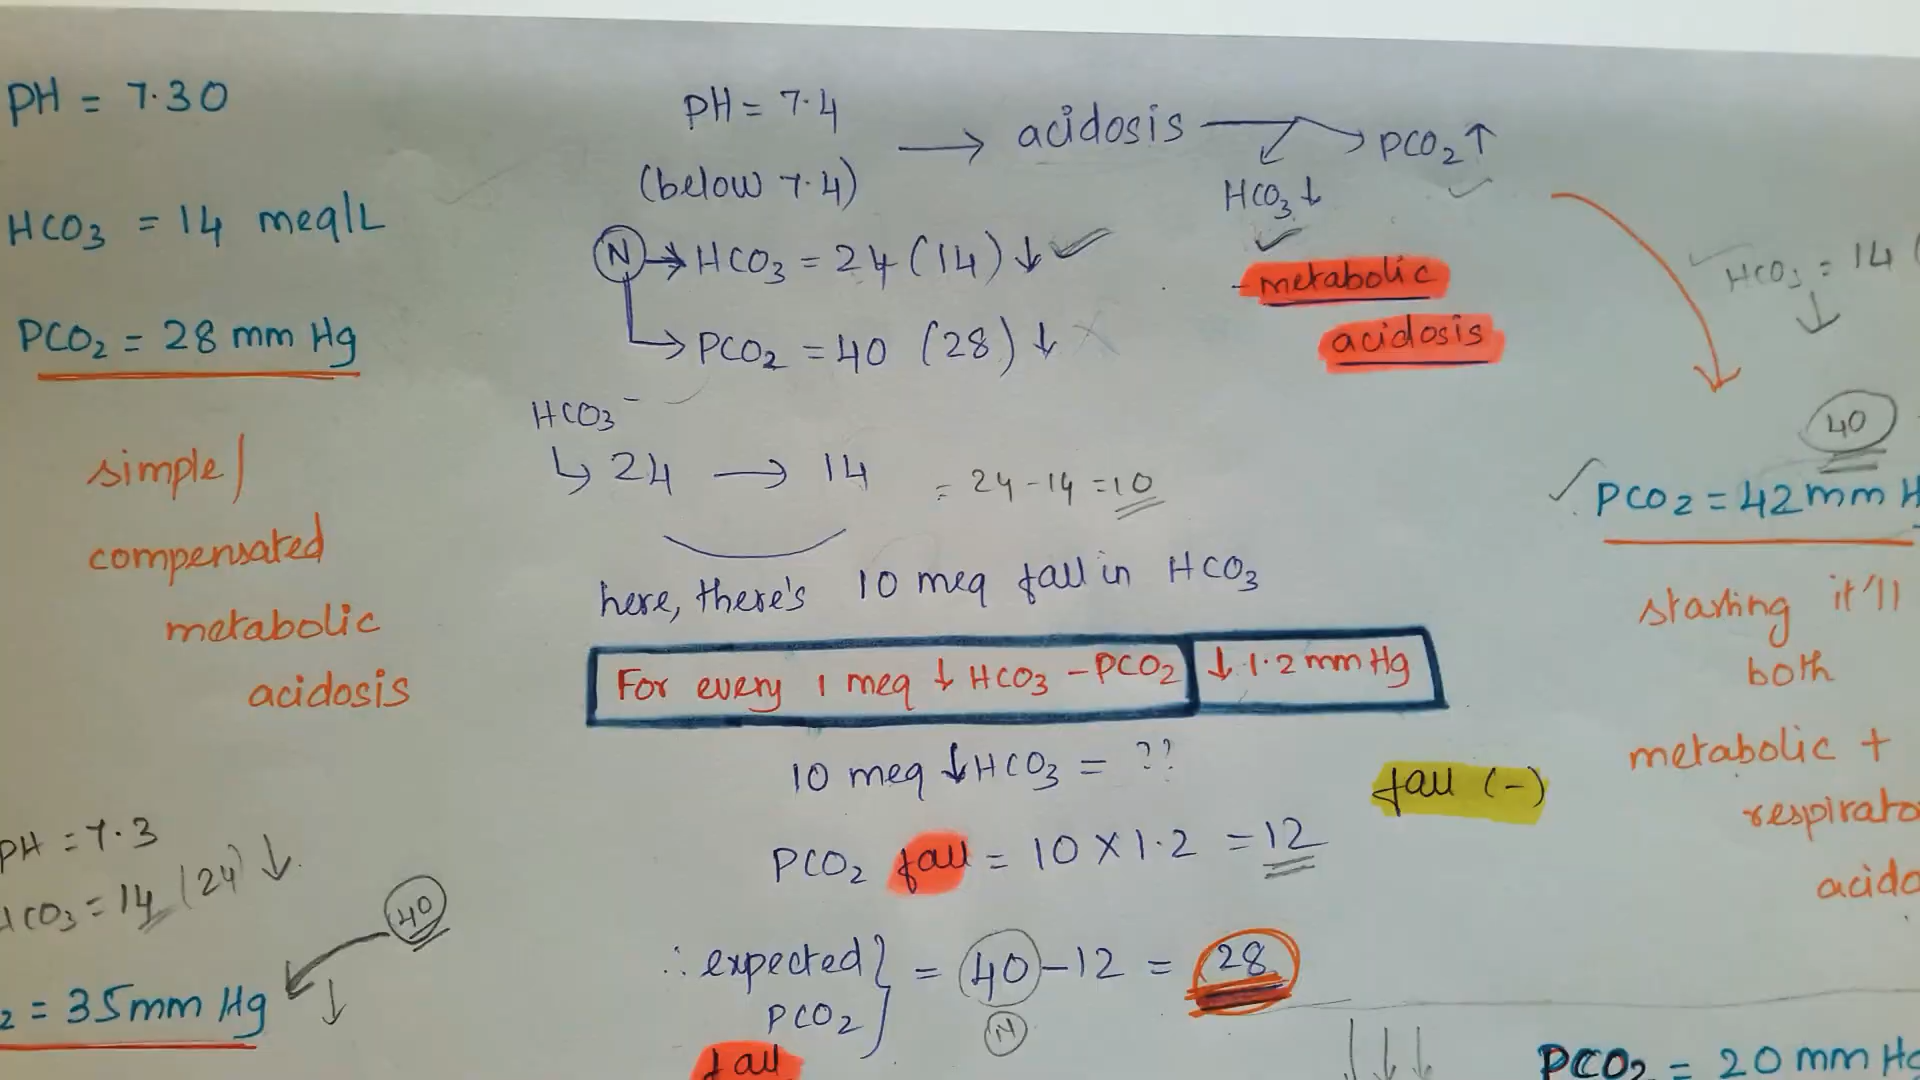 PH = 7.30
HCO3 = 14 meq/L
PCO2 = 28 mm Hg
simple/
compensated
metabolic
acidosis
PH = 7.3
HCO3 = 14 (24) ↓
40
2 = 35 mm Hg ↓
PH = 7.4
(below 7.4)
→ acidosis → PCO2 ↑
HCO3 ↓
- metabolic
acidosis
N → HCO3 = 24 (14) ↓ ✓
→ PCO2 = 40 (28) ↓ ×
HCO3⁻
↳ 24 → 14 = 24 - 14 = 10
here, there's 10 meq fall in HCO3
For every 1 meq ↓ HCO3 - PCO2 ↓ 1.2 mm Hg
10 meq ↓ HCO3 = ??
fall (-)
PCO2 fall = 10 X 1.2 = 12
∴ expected PCO2 } = 40 - 12 = 28
N
fall
HCO3 = 14
↓
40
✓ PCO2 = 42 mm H
starting it'll
both
metabolic +
respirato
acido
↓↓↓
PCO2 = 20 mm Hg